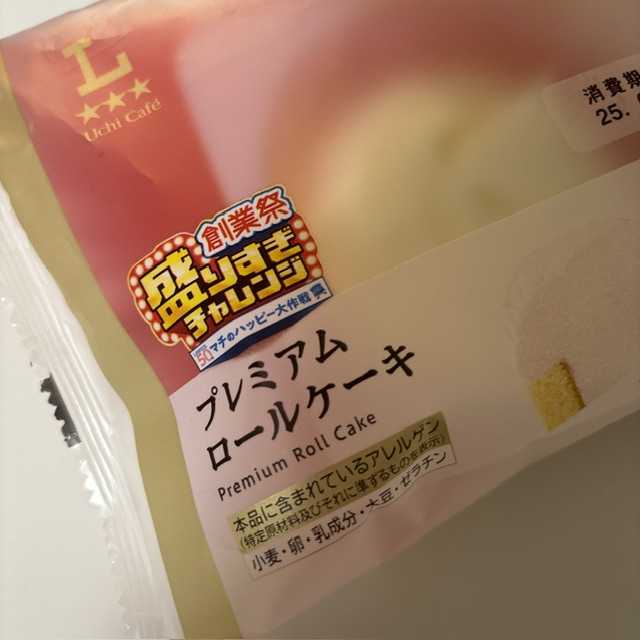 L
Uchi Café
消費期
25.
創業祭
盛りすぎ
チャレンジ
50 マチのハッピー大作戦
プレミアム
ロールケーキ
Premium Roll Cake
本品に含まれているアレルゲン
(特定原材料及びそれに準ずるものを表示)
小麦・卵・乳成分・大豆・ゼラチン